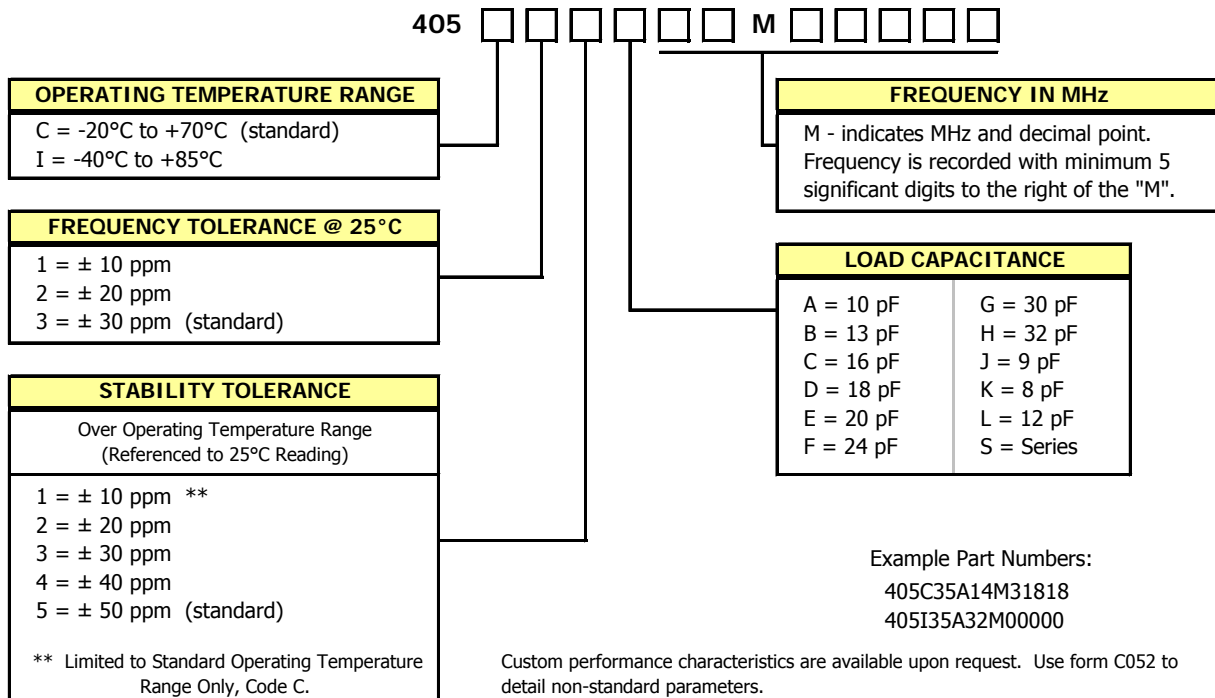 405 M
OPERATING TEMPERATURE RANGE
C = -20°C to +70°C (standard)
I = -40°C to +85°C
FREQUENCY TOLERANCE @ 25°C
1 = ± 10 ppm
2 = ± 20 ppm
3 = ± 30 ppm (standard)
STABILITY TOLERANCE
Over Operating Temperature Range
(Referenced to 25°C Reading)
1 = ± 10 ppm **
2 = ± 20 ppm
3 = ± 30 ppm
4 = ± 40 ppm
5 = ± 50 ppm (standard)
** Limited to Standard Operating Temperature
Range Only, Code C.
FREQUENCY IN MHz
M - indicates MHz and decimal point.
Frequency is recorded with minimum 5
significant digits to the right of the "M".
LOAD CAPACITANCE
A = 10 pF
B = 13 pF
C = 16 pF
D = 18 pF
E = 20 pF
F = 24 pF
G = 30 pF
H = 32 pF
J = 9 pF
K = 8 pF
L = 12 pF
S = Series
Example Part Numbers:
405C35A14M31818
405I35A32M00000
Custom performance characteristics are available upon request. Use form C052 to
detail non-standard parameters.